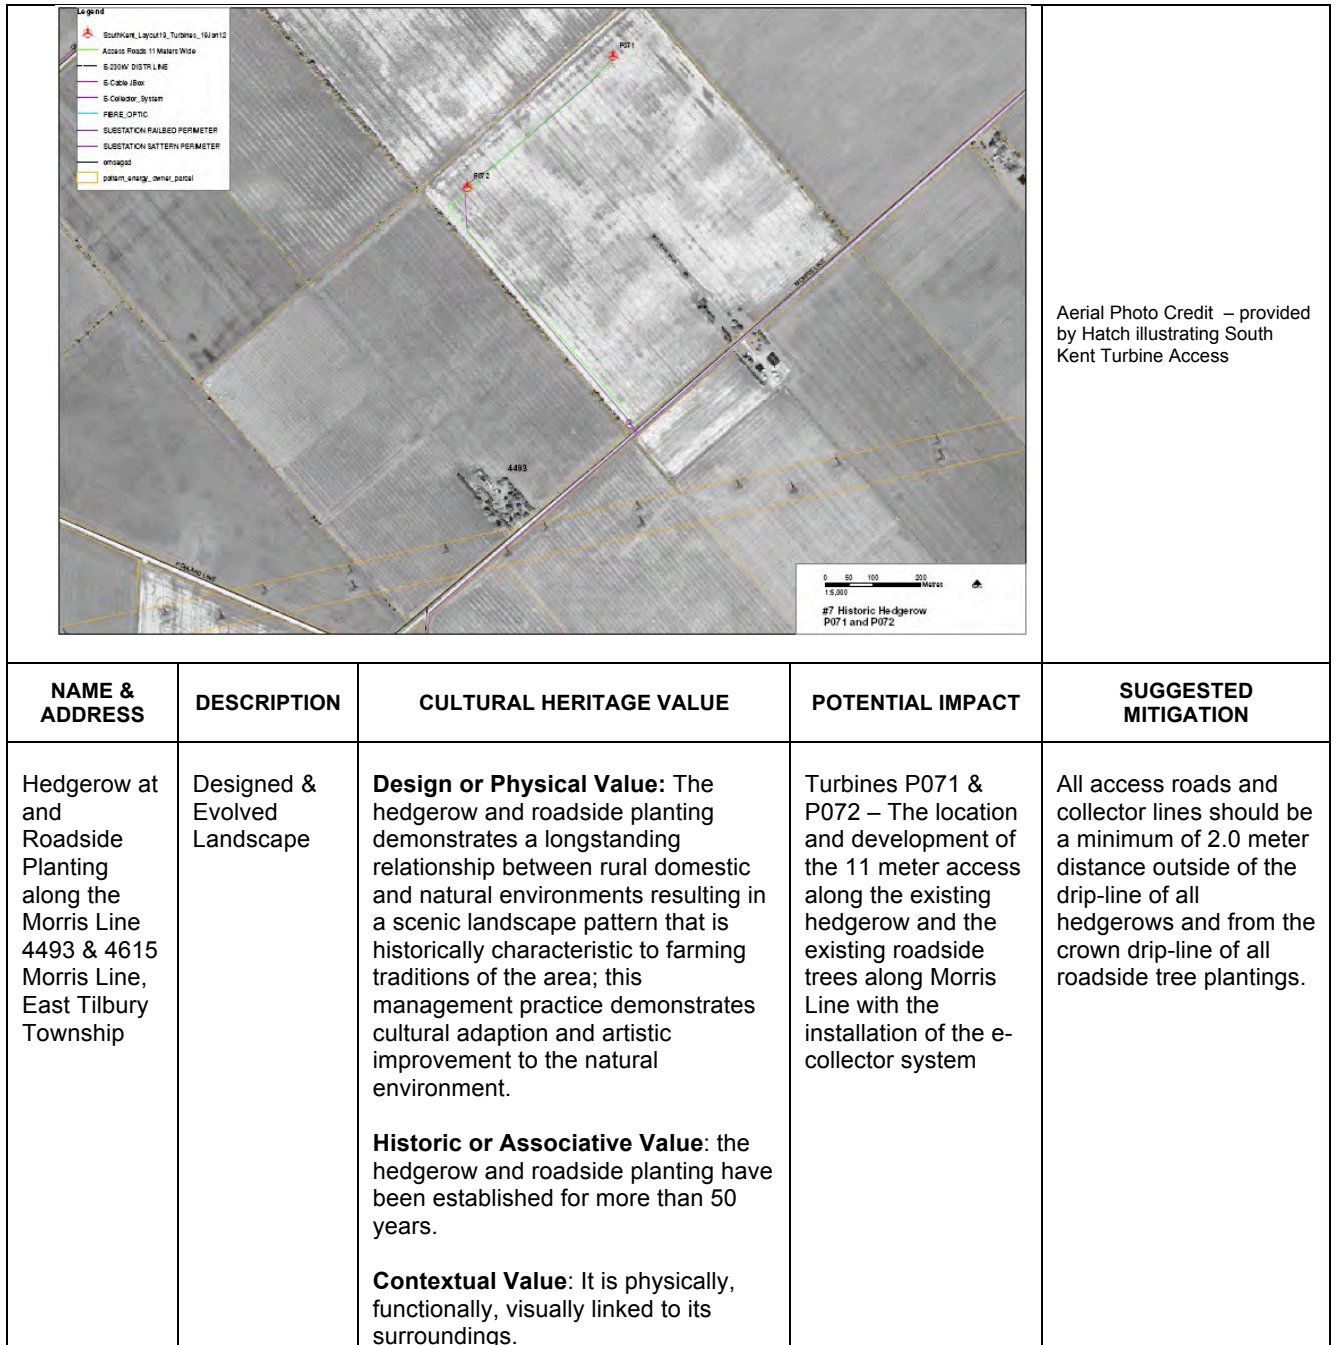 Legend
SouthKent_Layout19_Turbines_19Jan12
Access Roads 11 Meters Wide
E-230kV DISTR LINE
E-Cable JBox
E-Collector_System
FIBRE_OPTIC
SUBSTATION RAILBED PERIMETER
SUBSTATION SATTERN PERIMETER
omsegad
pattern_energy_owner_parcel
P071
P072
MORRIS LINE
4493
0 50 100 200
Metres
1:5,000
#7 Historic Hedgerow
P071 and P072
Aerial Photo Credit – provided
by Hatch illustrating South
Kent Turbine Access
NAME &
ADDRESS
DESCRIPTION
CULTURAL HERITAGE VALUE
POTENTIAL IMPACT
SUGGESTED
MITIGATION
Hedgerow at
and
Roadside
Planting
along the
Morris Line
4493 & 4615
Morris Line,
East Tilbury
Township
Designed &
Evolved
Landscape
Design or Physical Value: The
hedgerow and roadside planting
demonstrates a longstanding
relationship between rural domestic
and natural environments resulting in
a scenic landscape pattern that is
historically characteristic to farming
traditions of the area; this
management practice demonstrates
cultural adaption and artistic
improvement to the natural
environment.
Historic or Associative Value: the
hedgerow and roadside planting have
been established for more than 50
years.
Contextual Value: It is physically,
functionally, visually linked to its
surroundings.
Turbines P071 &
P072 – The location
and development of
the 11 meter access
along the existing
hedgerow and the
existing roadside
trees along Morris
Line with the
installation of the e-
collector system
All access roads and
collector lines should be
a minimum of 2.0 meter
distance outside of the
drip-line of all
hedgerows and from the
crown drip-line of all
roadside tree plantings.